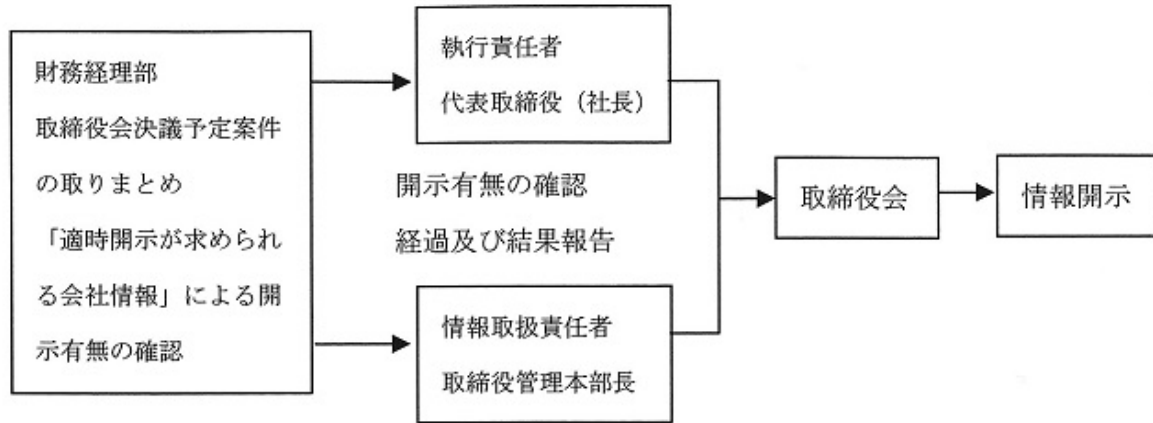 財務経理部
取締役会決議予定案件
の取りまとめ
「適時開示が求められ
る会社情報」による開
示有無の確認
執行責任者
代表取締役（社長）
開示有無の確認
経過及び結果報告
情報取扱責任者
取締役管理本部長
取締役会
情報開示